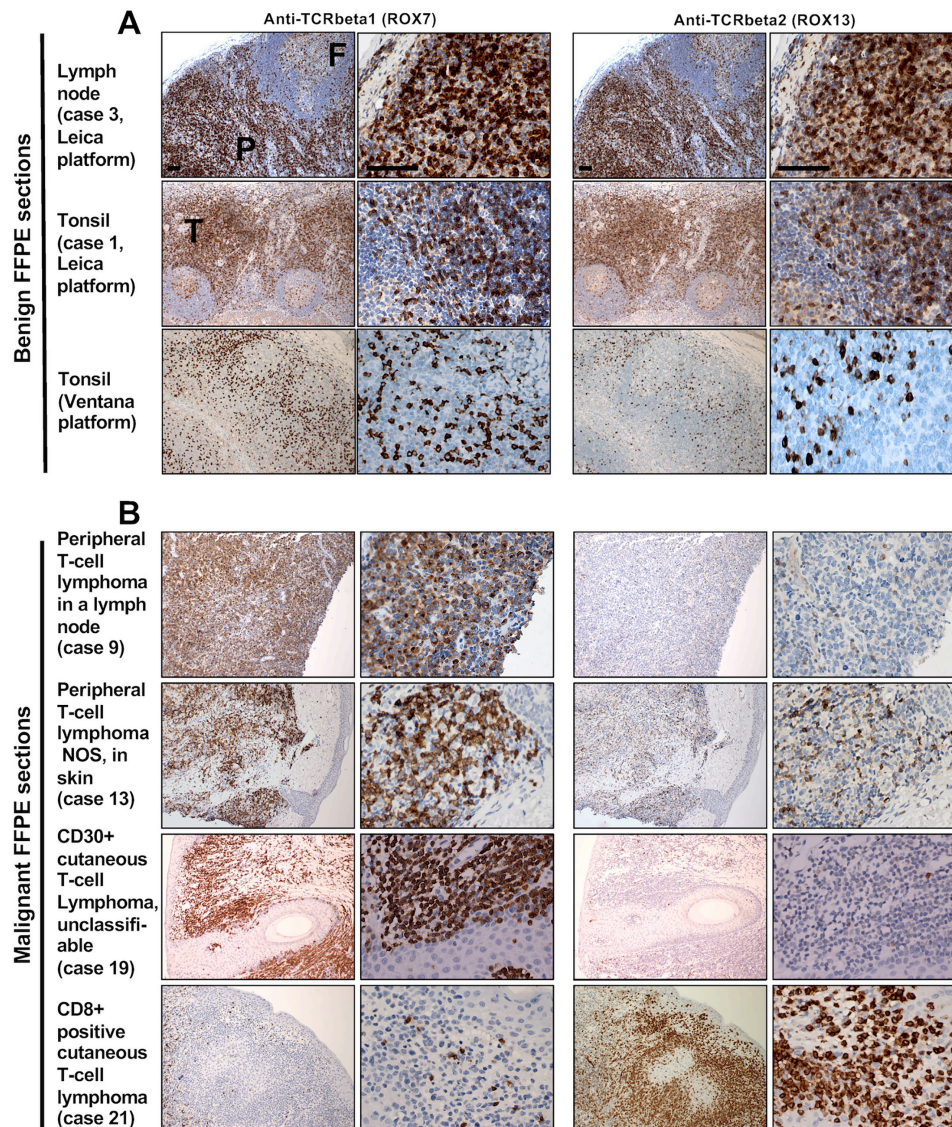 A
Anti-TCRbeta1 (ROX7)
Anti-TCRbeta2 (ROX13)
Benign FFPE sections
Lymph
node
(case 3,
Leica
platform)
F
P
Tonsil
(case 1,
Leica
platform)
T
Tonsil
(Ventana
platform)
B
Malignant FFPE sections
Peripheral
T-cell
lymphoma
in a lymph
node
(case 9)
Peripheral
T-cell
lymphoma
NOS, in
skin
(case 13)
CD30+
cutaneous
T-cell
Lymphoma,
unclassifi-
able
(case 19)
CD8+
positive
cutaneous
T-cell
lymphoma
(case 21)